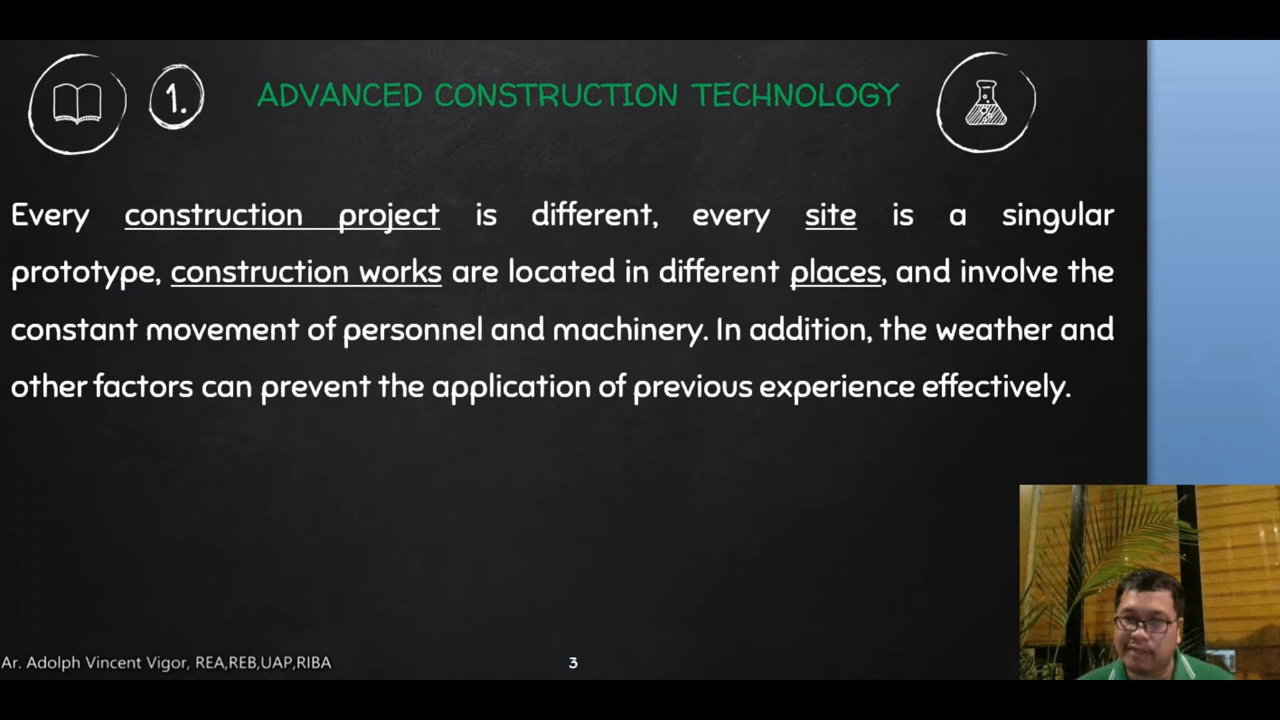 1.
ADVANCED CONSTRUCTION TECHNOLOGY
Every construction project is different, every site is a singular
prototype, construction works are located in different places, and involve the
constant movement of personnel and machinery. In addition, the weather and
other factors can prevent the application of previous experience effectively.
Ar. Adolph Vincent Vigor, REA,REB,UAP,RIBA
3